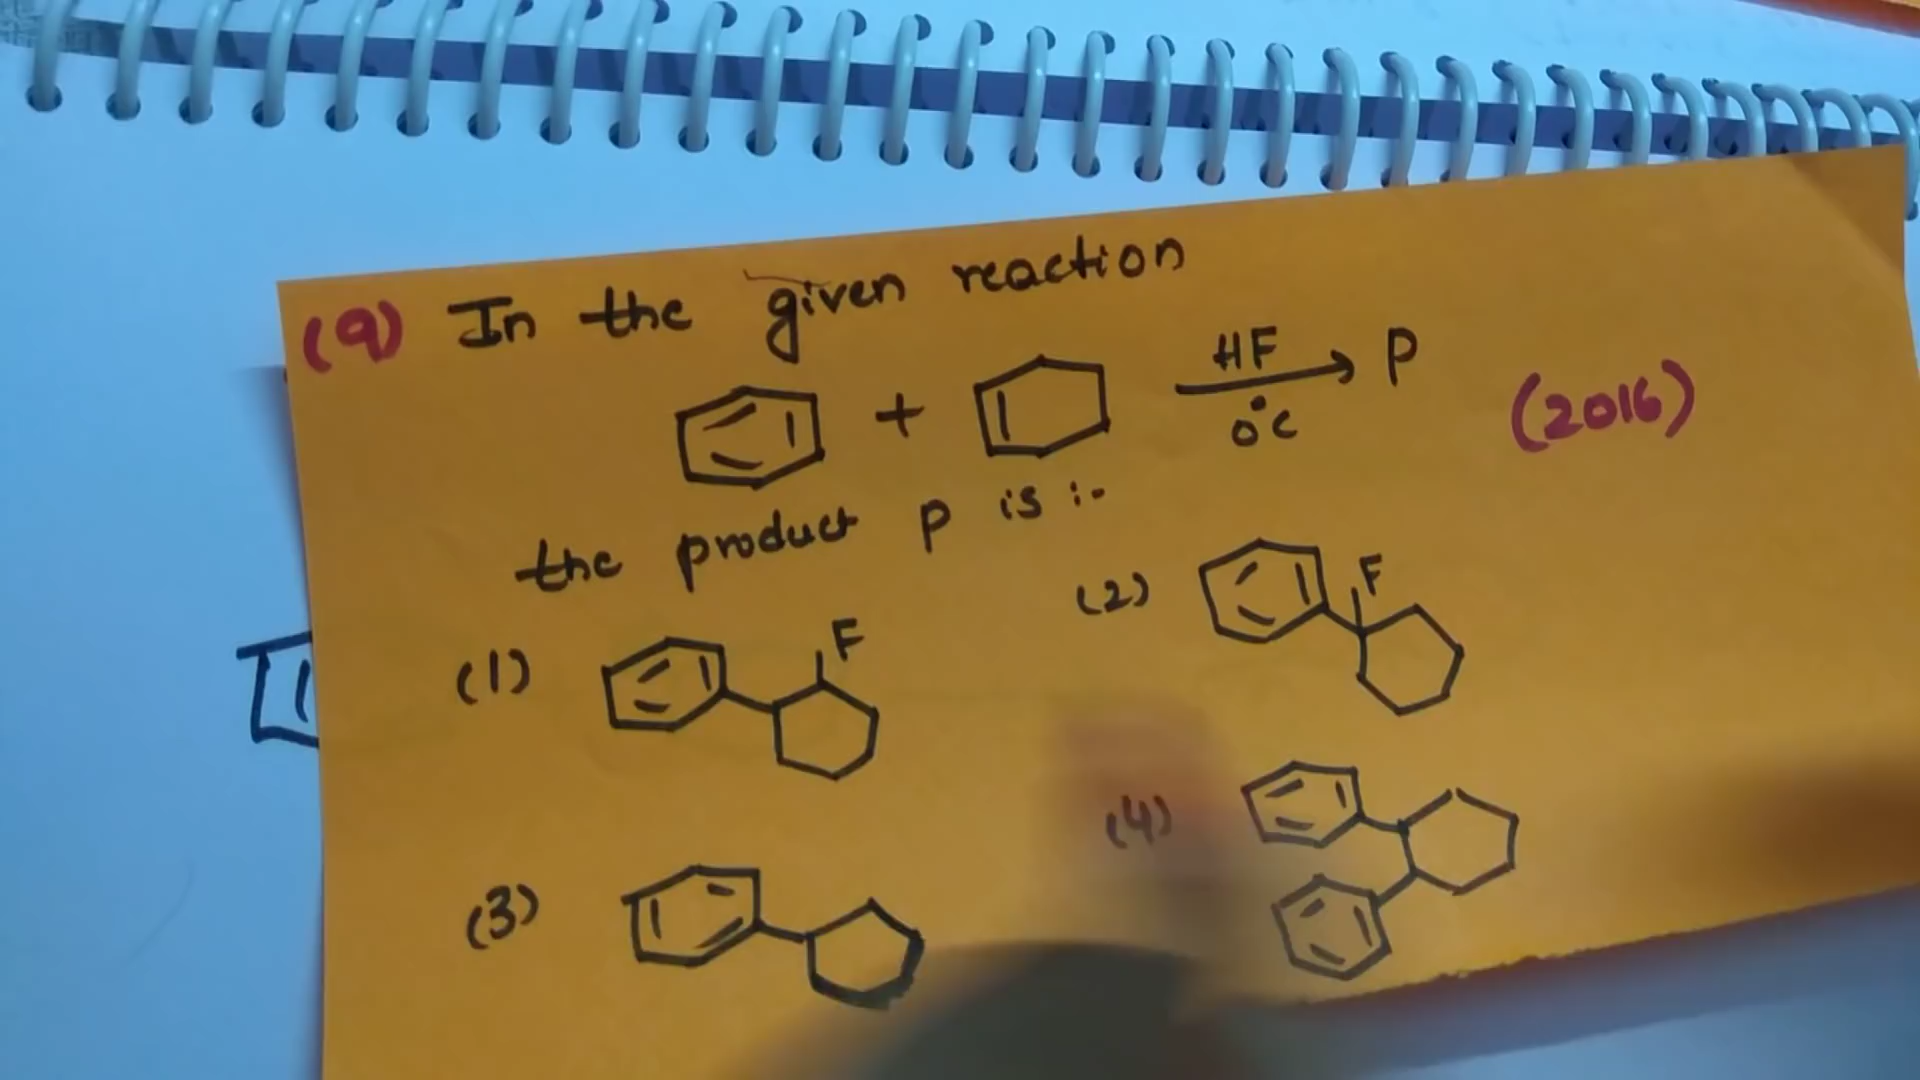 (9) In the given reaction
+ HF 0°C → P (2016)
the product p is :-
(1) F
(2) F
(3)
(4)